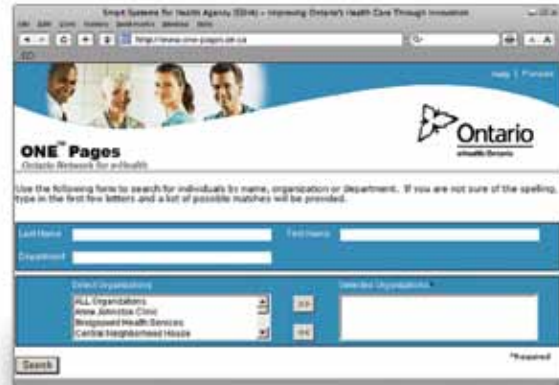 Smart Systems for Health Agency (SSHA) – Improving Ontario's Health Care Through Innovation
http://www.one-pages.on.ca
Help |
Ontario
ONE™ Pages
Ontario Network for e-Health
Use the following form to search for individuals by name, organization or department. If you are not sure of the spelling,
type in the first few letters and a list of possible matches will be provided.
Last Name
First Name
Department
Select Organizations
Selected Organizations *
ALL Organizations
Anne Johnston Clinic
Bridgepoint Health Services
Central Neighborhood House
>>
<<
*Required
Search